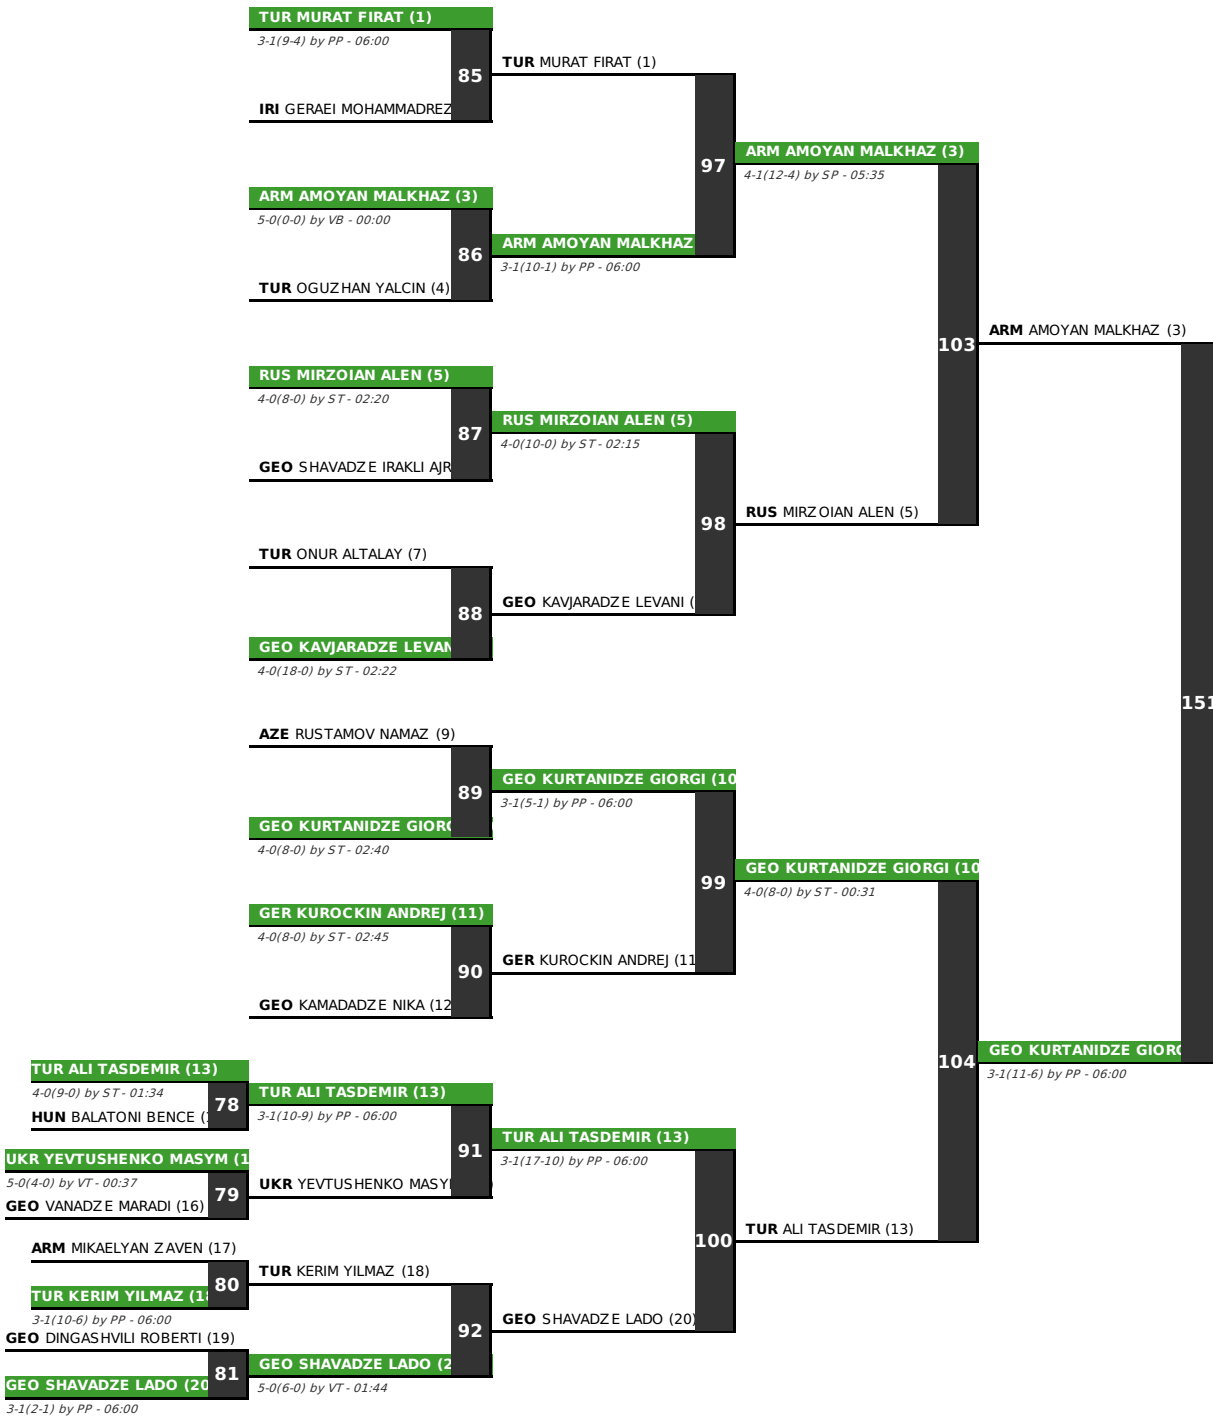 TUR MURAT FIRAT (1)
3-1(9-4) by PP - 06:00
85
IRI GERAEI MOHAMMADREZ
TUR MURAT FIRAT (1)
97
ARM AMOYAN MALKHAZ (3)
4-1(12-4) by SP - 05:35
ARM AMOYAN MALKHAZ (3)
5-0(0-0) by VB - 00:00
86
TUR OGUZHAN YALCIN (4)
ARM AMOYAN MALKHAZ
3-1(10-1) by PP - 06:00
103
ARM AMOYAN MALKHAZ (3)
RUS MIRZOIAN ALEN (5)
4-0(8-0) by ST - 02:20
87
GEO SHAVADZE IRAKLI AJR
RUS MIRZOIAN ALEN (5)
4-0(10-0) by ST - 02:15
98
RUS MIRZOIAN ALEN (5)
TUR ONUR ALTALAY (7)
88
GEO KAVJARADZE LEVANI (
GEO KAVJARADZE LEVAN
4-0(18-0) by ST - 02:22
151
AZE RUSTAMOV NAMAZ (9)
89
GEO KURTANIDZE GIORG
4-0(8-0) by ST - 02:40
GEO KURTANIDZE GIORGI (10
3-1(5-1) by PP - 06:00
99
GEO KURTANIDZE GIORGI (10
4-0(8-0) by ST - 00:31
GER KUROCKIN ANDREJ (11)
4-0(8-0) by ST - 02:45
90
GER KUROCKIN ANDREJ (11
GEO KAMADADZE NIKA (12
104
GEO KURTANIDZE GIORG
3-1(11-6) by PP - 06:00
TUR ALI TASDEMIR (13)
4-0(9-0) by ST - 01:34
78
HUN BALATONI BENCE (
TUR ALI TASDEMIR (13)
3-1(10-9) by PP - 06:00
91
TUR ALI TASDEMIR (13)
3-1(17-10) by PP - 06:00
UKR YEVTUSHENKO MASYM (1
5-0(4-0) by VT - 00:37
79
GEO VANADZE MARADI (16)
UKR YEVTUSHENKO MASY
100
TUR ALI TASDEMIR (13)
ARM MIKAELYAN ZAVEN (17)
80
TUR KERIM YILMAZ (18
3-1(10-6) by PP - 06:00
TUR KERIM YILMAZ (18)
92
GEO SHAVADZE LADO (20)
GEO DINGASHVILI ROBERTI (19)
81
GEO SHAVADZE LADO (20
3-1(2-1) by PP - 06:00
GEO SHAVADZE LADO (2
5-0(6-0) by VT - 01:44